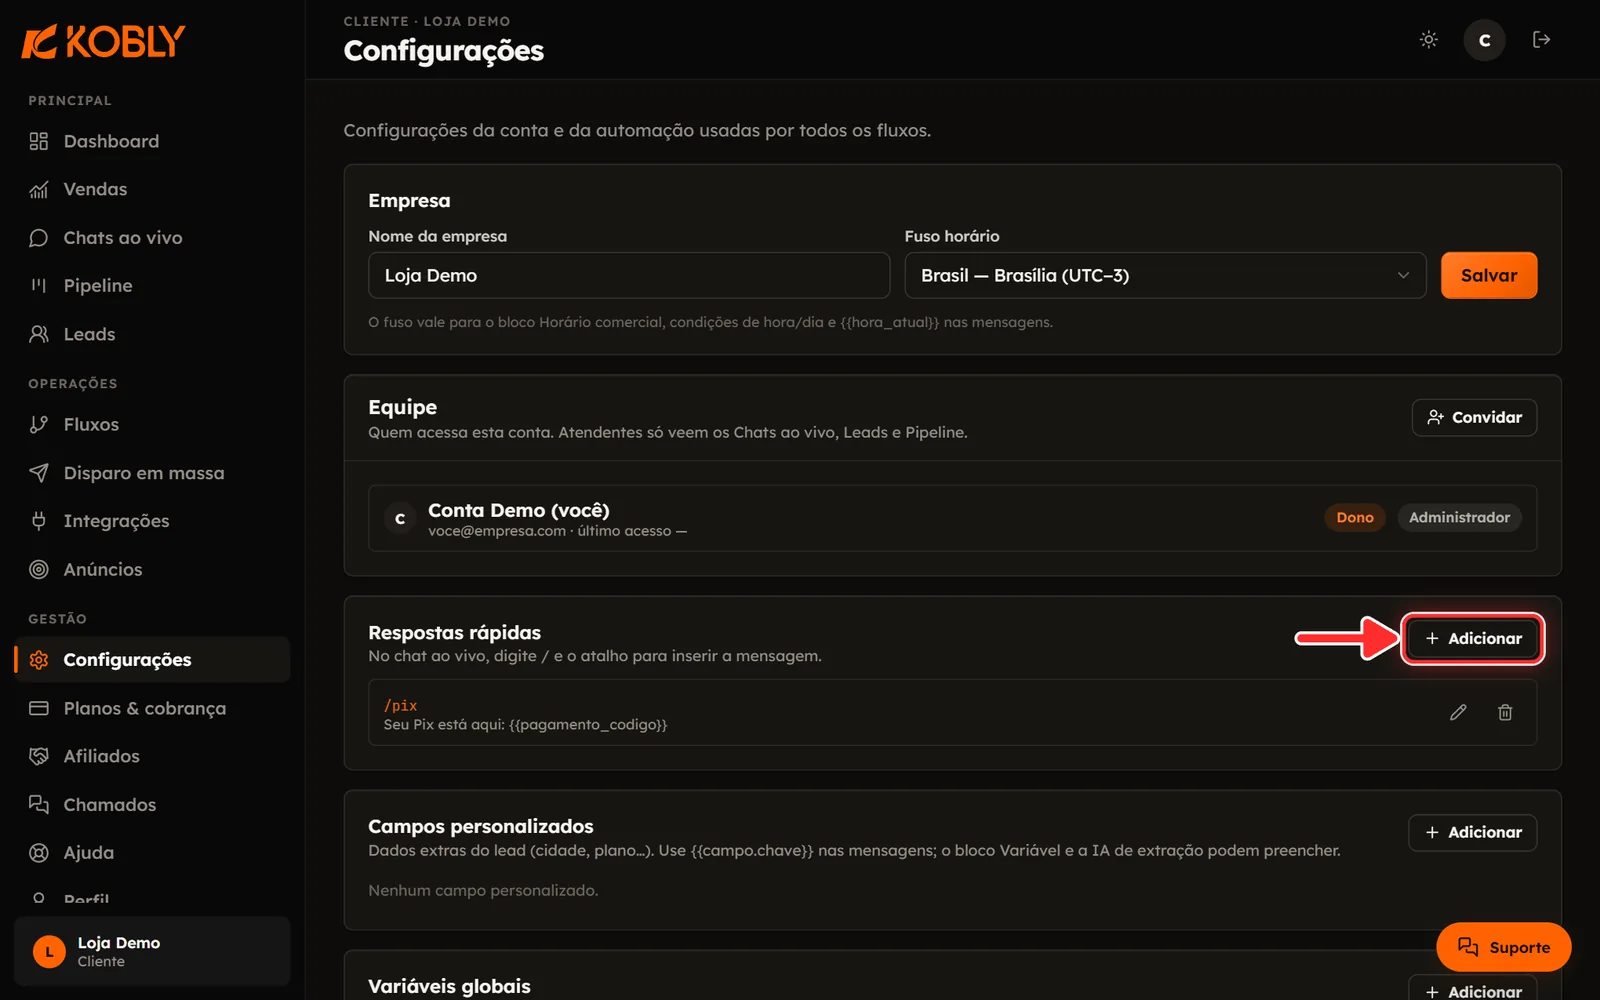 KOBLY
PRINCIPAL
Dashboard
Vendas
Chats ao vivo
Pipeline
Leads
OPERAÇÕES
Fluxos
Disparo em massa
Integrações
Anúncios
GESTÃO
Configurações
Planos & cobrança
Afiliados
Chamados
Ajuda
Perfil
L
Loja Demo
Cliente
CLIENTE · LOJA DEMO
Configurações
C
Configurações da conta e da automação usadas por todos os fluxos.
Empresa
Nome da empresa
Fuso horário
Loja Demo
Brasil — Brasília (UTC−3)
Salvar
O fuso vale para o bloco Horário comercial, condições de hora/dia e {{hora_atual}} nas mensagens.
Equipe
Quem acessa esta conta. Atendentes só veem os Chats ao vivo, Leads e Pipeline.
Convidar
C
Conta Demo (você)
voce@empresa.com · último acesso —
Dono
Administrador
Respostas rápidas
No chat ao vivo, digite / e o atalho para inserir a mensagem.
+ Adicionar
/pix
Seu Pix está aqui: {{pagamento_codigo}}
Campos personalizados
Dados extras do lead (cidade, plano…). Use {{campo.chave}} nas mensagens; o bloco Variável e a IA de extração podem preencher.
+ Adicionar
Nenhum campo personalizado.
Suporte
Variáveis globais
+ Adicionar